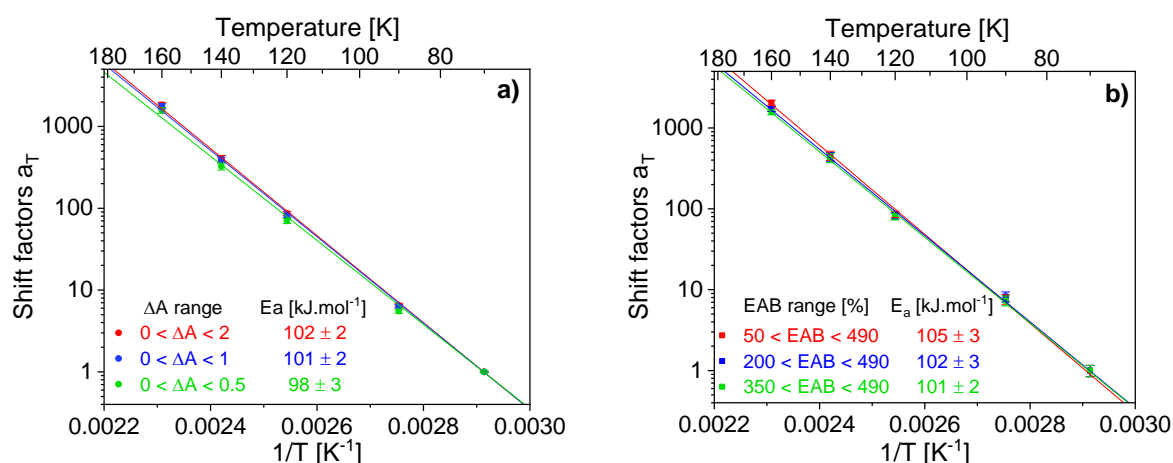 Temperature [K]
180 160 140 120 100 80
a)
1000
100
10
1
Shift factors a_T
ΔA range Ea [kJ.mol⁻¹]
0 < ΔA < 2 102 ± 2
0 < ΔA < 1 101 ± 2
0 < ΔA < 0.5 98 ± 3
0.0022 0.0024 0.0026 0.0028 0.0030
1/T [K⁻¹]
Temperature [K]
180 160 140 120 100 80
b)
1000
100
10
1
Shift factors a_T
EAB range [%] E_a [kJ.mol⁻¹]
50 < EAB < 490 105 ± 3
200 < EAB < 490 102 ± 3
350 < EAB < 490 101 ± 2
0.0022 0.0024 0.0026 0.0028 0.0030
1/T [K⁻¹]